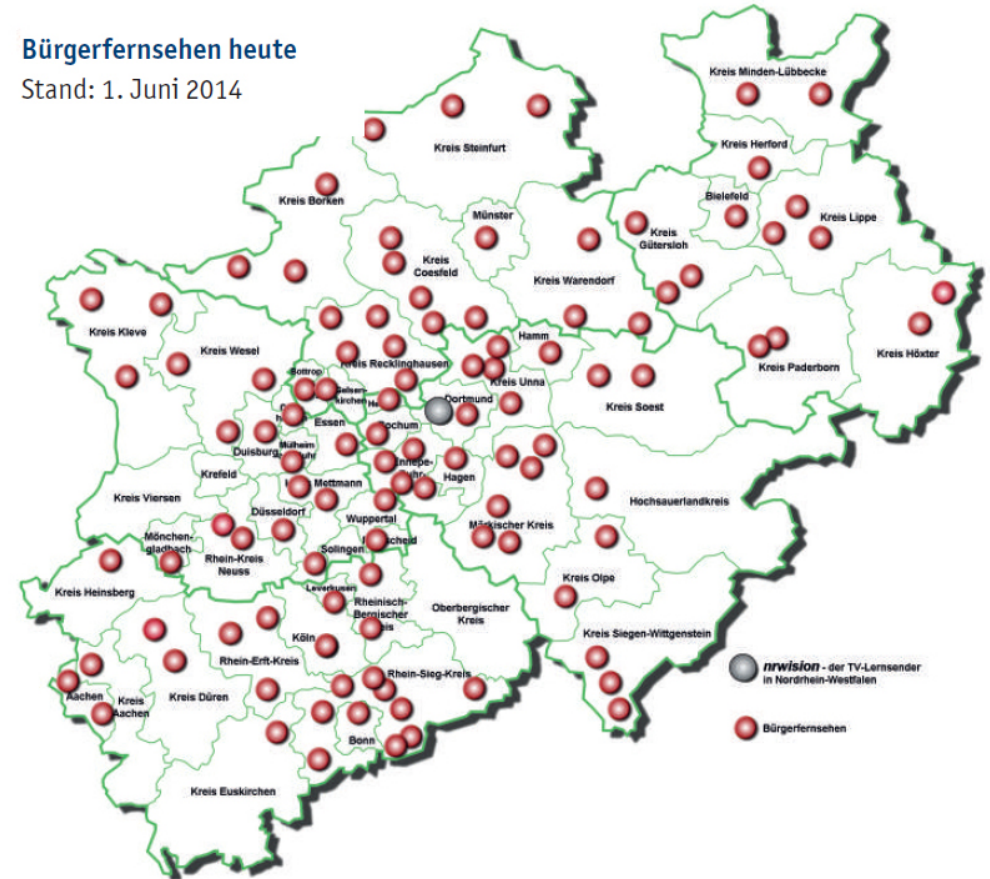 Bürgerfernsehen heute
Stand: 1. Juni 2014
Kreis Minden-Lübbecke
Kreis Steinfurt
Kreis Herford
Kreis Borken
Bielefeld
Münster
Kreis Lippe
Kreis
Gütersloh
Kreis
Coesfeld
Kreis Warendorf
Kreis Kleve
Hamm
Kreis Wesel
Kreis Höxter
Kreis Recklinghausen
Kreis Paderborn
Bottrop
Kreis Unna
Gelsen-
kirchen
Dortmund
Kreis Soest
Essen
Bochum
Mülheim
Duisburg
Ennepe-
Krefeld
Hagen
Mettmann
Kreis Viersen
Hochsauerlandkreis
Düsseldorf
Wuppertal
Märkischer Kreis
Mönchen-
gladbach
Solingen
Rhein-Kreis
Neuss
Kreis Olpe
Kreis Heinsberg
Leverkusen
Rheinisch-
Bergischer
Oberbergischer
Kreis
Kreis Siegen-Wittgenstein
Köln
Rhein-Erft-Kreis
Rhein-Sieg-Kreis
nrwision - der TV-Lernsender
in Nordrhein-Westfalen
Aachen
Kreis
Aachen
Kreis Düren
Bürgerfernsehen
Bonn
Kreis Euskirchen